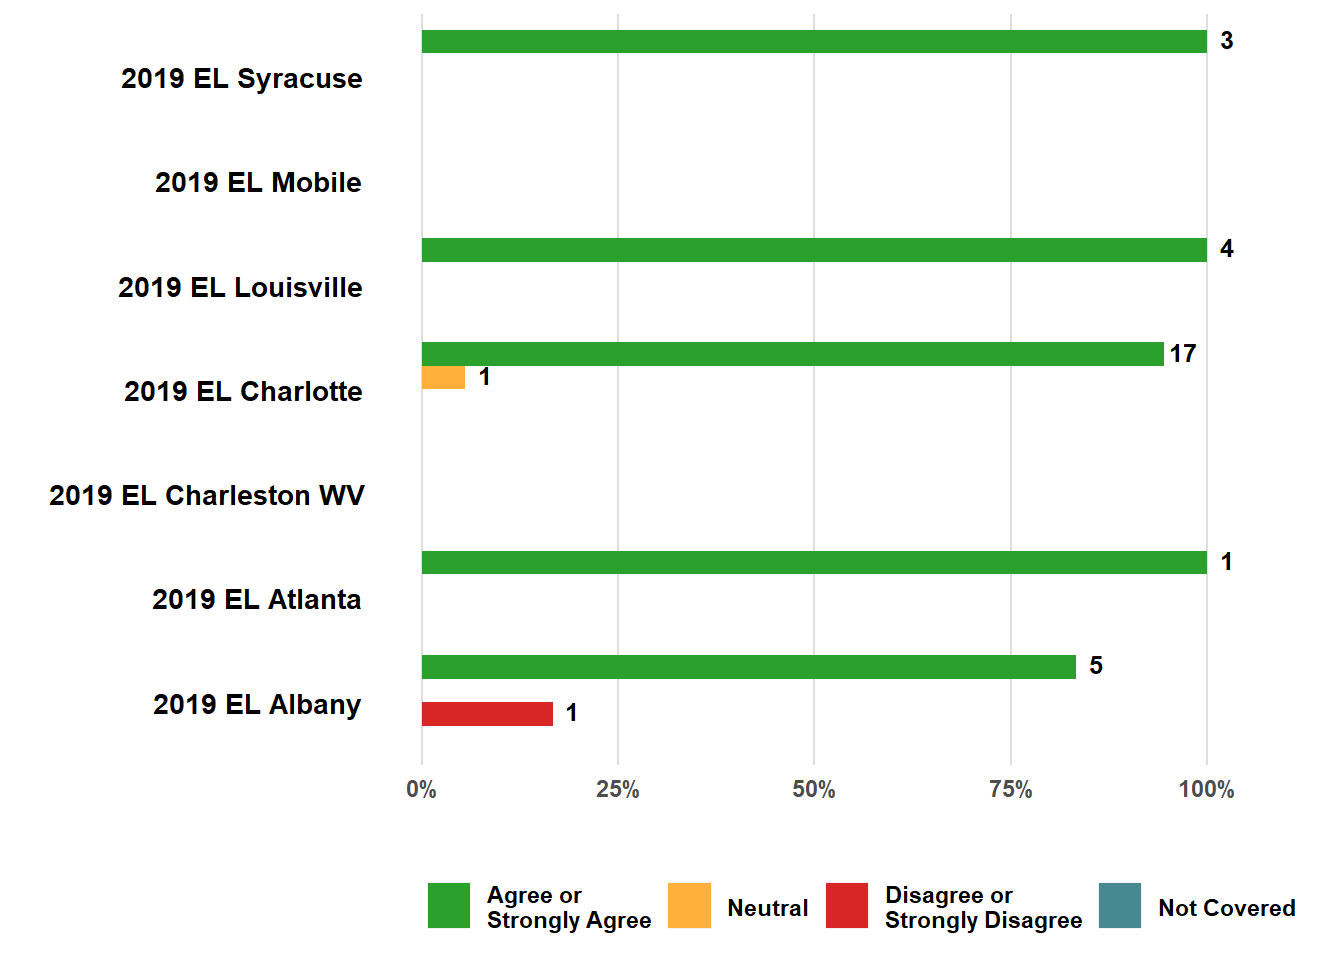 3
2019 EL Syracuse
2019 EL Mobile
4
2019 EL Louisville
17
1
2019 EL Charlotte
2019 EL Charleston WV
1
2019 EL Atlanta
5
2019 EL Albany
1
0% 25% 50% 75% 100%
Agree or
Strongly Agree
Neutral
Disagree or
Strongly Disagree
Not Covered